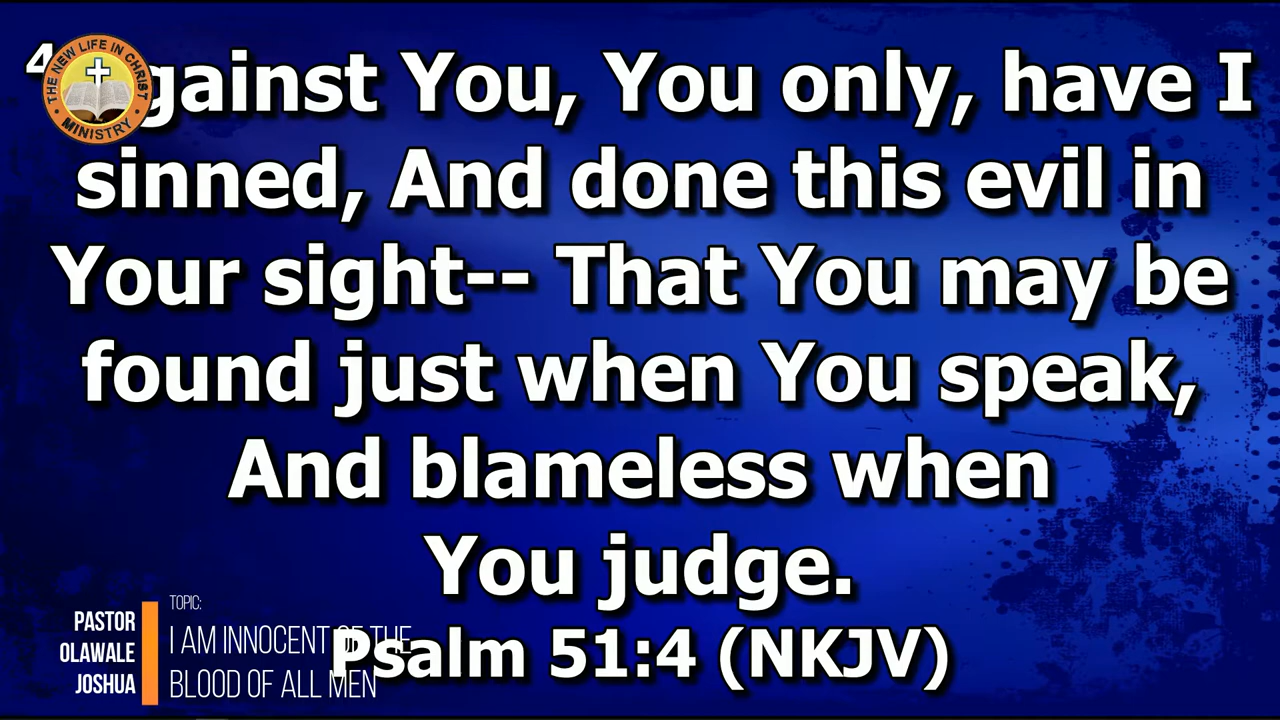 4 Against You, You only, have I
sinned, And done this evil in
Your sight-- That You may be
found just when You speak,
And blameless when
You judge.
Psalm 51:4 (NKJV)
THE NEW LIFE IN CHRIST
MINISTRY
PASTOR
OLAWALE
JOSHUA
TOPIC:
I AM INNOCENT OF THE
BLOOD OF ALL MEN